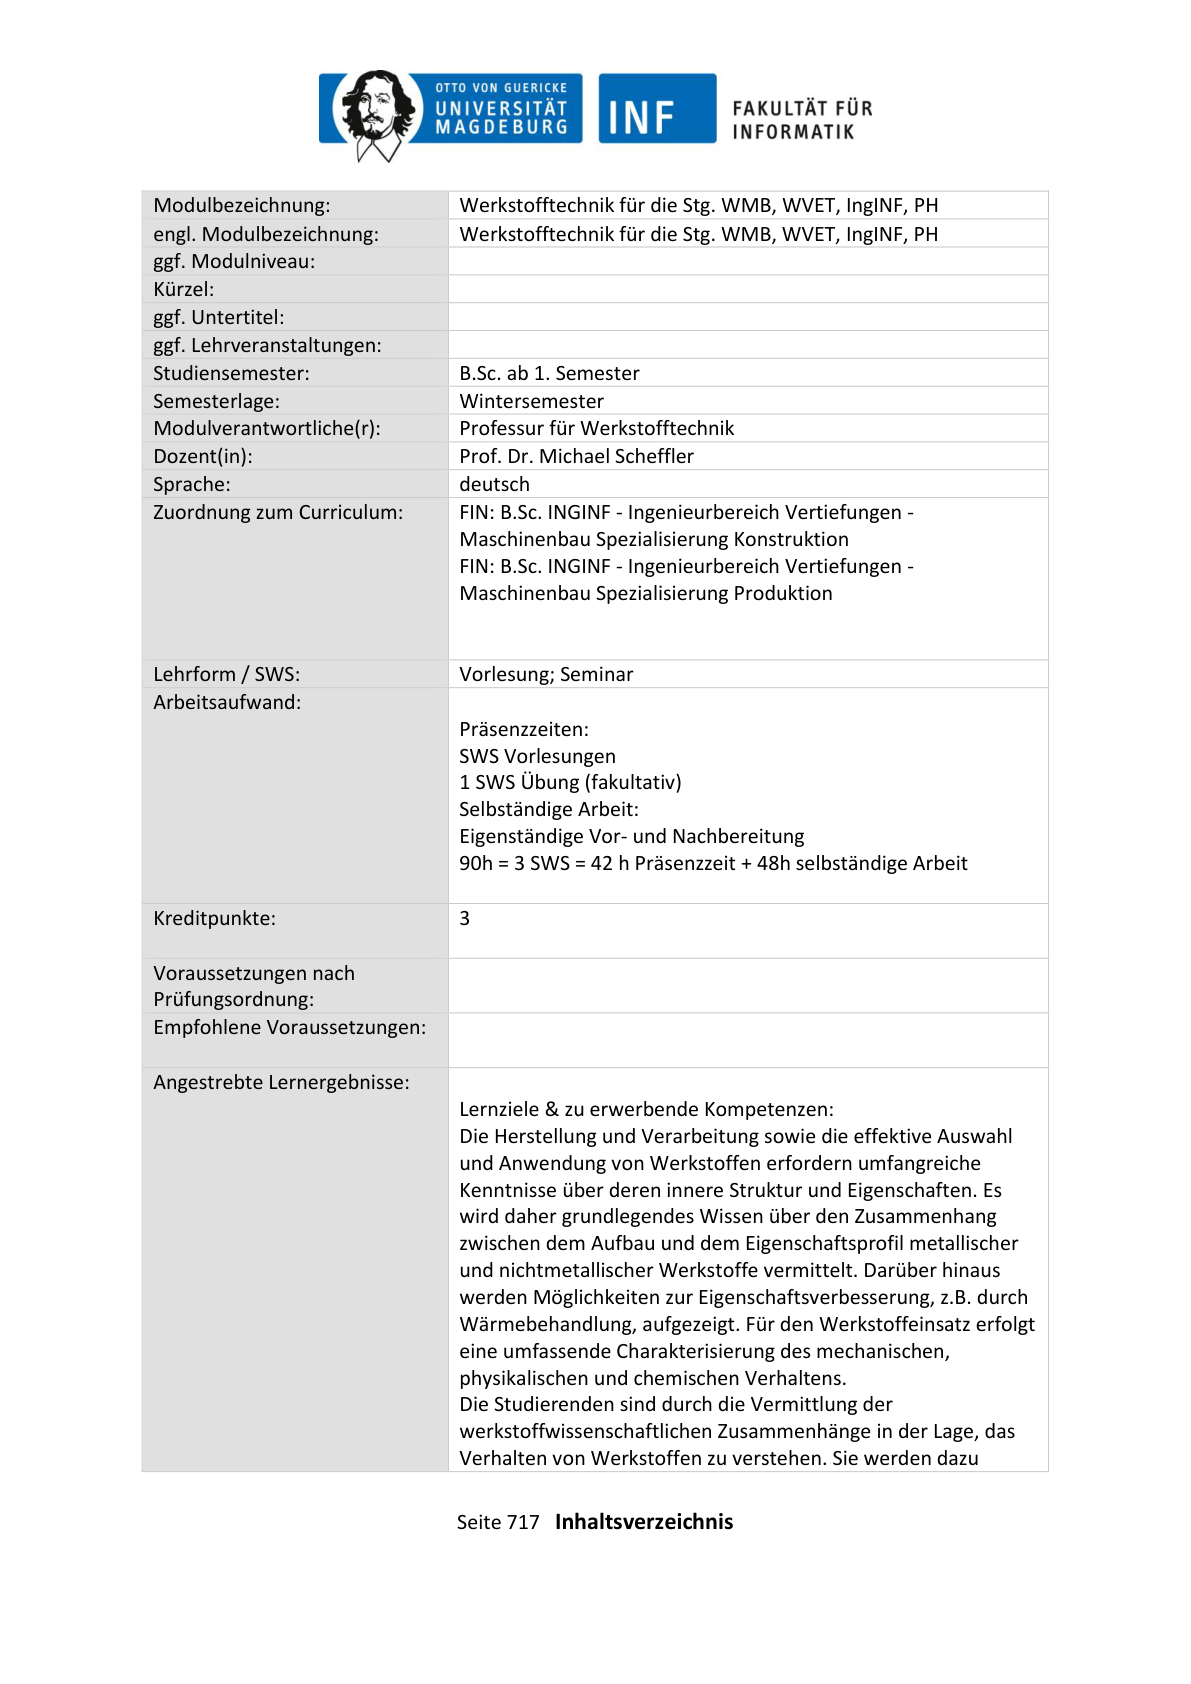 OTTO VON GUERICKE
UNIVERSITÄT
MAGDEBURG
INF
FAKULTÄT FÜR
INFORMATIK
Modulbezeichnung: Werkstofftechnik für die Stg. WMB, WVET, IngINF, PH
engl. Modulbezeichnung: Werkstofftechnik für die Stg. WMB, WVET, IngINF, PH
ggf. Modulniveau:
Kürzel:
ggf. Untertitel:
ggf. Lehrveranstaltungen:
Studiensemester: B.Sc. ab 1. Semester
Semesterlage: Wintersemester
Modulverantwortliche(r): Professur für Werkstofftechnik
Dozent(in): Prof. Dr. Michael Scheffler
Sprache: deutsch
Zuordnung zum Curriculum: FIN: B.Sc. INGINF - Ingenieurbereich Vertiefungen -
Maschinenbau Spezialisierung Konstruktion
FIN: B.Sc. INGINF - Ingenieurbereich Vertiefungen -
Maschinenbau Spezialisierung Produktion
Lehrform / SWS: Vorlesung; Seminar
Arbeitsaufwand:
Präsenzzeiten:
SWS Vorlesungen
1 SWS Übung (fakultativ)
Selbständige Arbeit:
Eigenständige Vor- und Nachbereitung
90h = 3 SWS = 42 h Präsenzzeit + 48h selbständige Arbeit
Kreditpunkte: 3
Voraussetzungen nach
Prüfungsordnung:
Empfohlene Voraussetzungen:
Angestrebte Lernergebnisse:
Lernziele & zu erwerbende Kompetenzen:
Die Herstellung und Verarbeitung sowie die effektive Auswahl
und Anwendung von Werkstoffen erfordern umfangreiche
Kenntnisse über deren innere Struktur und Eigenschaften. Es
wird daher grundlegendes Wissen über den Zusammenhang
zwischen dem Aufbau und dem Eigenschaftsprofil metallischer
und nichtmetallischer Werkstoffe vermittelt. Darüber hinaus
werden Möglichkeiten zur Eigenschaftsverbesserung, z.B. durch
Wärmebehandlung, aufgezeigt. Für den Werkstoffeinsatz erfolgt
eine umfassende Charakterisierung des mechanischen,
physikalischen und chemischen Verhaltens.
Die Studierenden sind durch die Vermittlung der
werkstoffwissenschaftlichen Zusammenhänge in der Lage, das
Verhalten von Werkstoffen zu verstehen. Sie werden dazu
Seite 717 Inhaltsverzeichnis